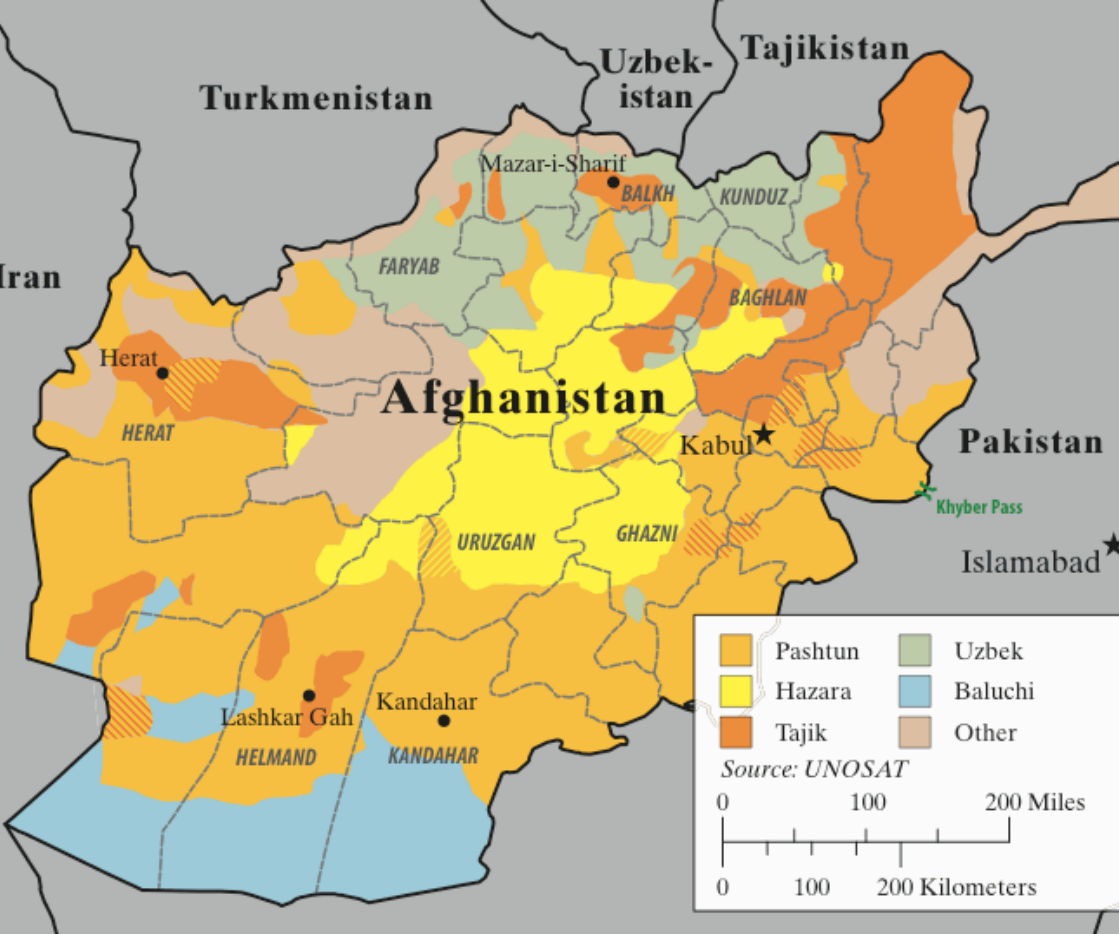 Tajikistan
Uzbek-
istan
Turkmenistan
Mazar-i-Sharif
BALKH
KUNDUZ
Iran
FARYAB
BAGHLAN
Herat
Afghanistan
HERAT
Kabul
Pakistan
Khyber Pass
URUZGAN
GHAZNI
Islamabad
Lashkar Gah
Kandahar
HELMAND
KANDAHAR
Pashtun
Uzbek
Hazara
Baluchi
Tajik
Other
Source: UNOSAT
0 100 200 Miles
0 100 200 Kilometers